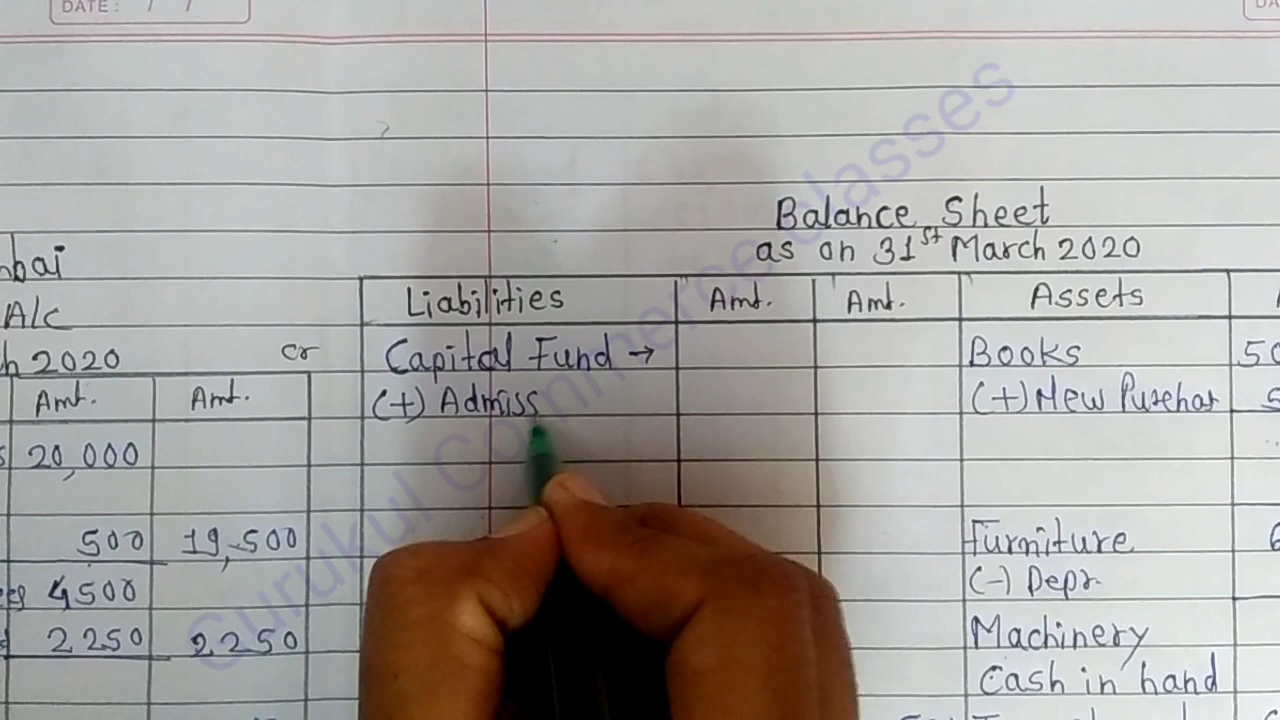 DATE: / /
Balance Sheet
as on 31st March 2020
Liabilities Amt. Amt. Assets
Capital Fund →
(+) Admiss
Books
(+) New Purchas
Furniture
(-) Depr.
Machinery
Cash in hand
A/c
2020 cr
Amt. Amt.
20,000
500 19,500
4500
2250 2250
Gurukul Commerce Classes